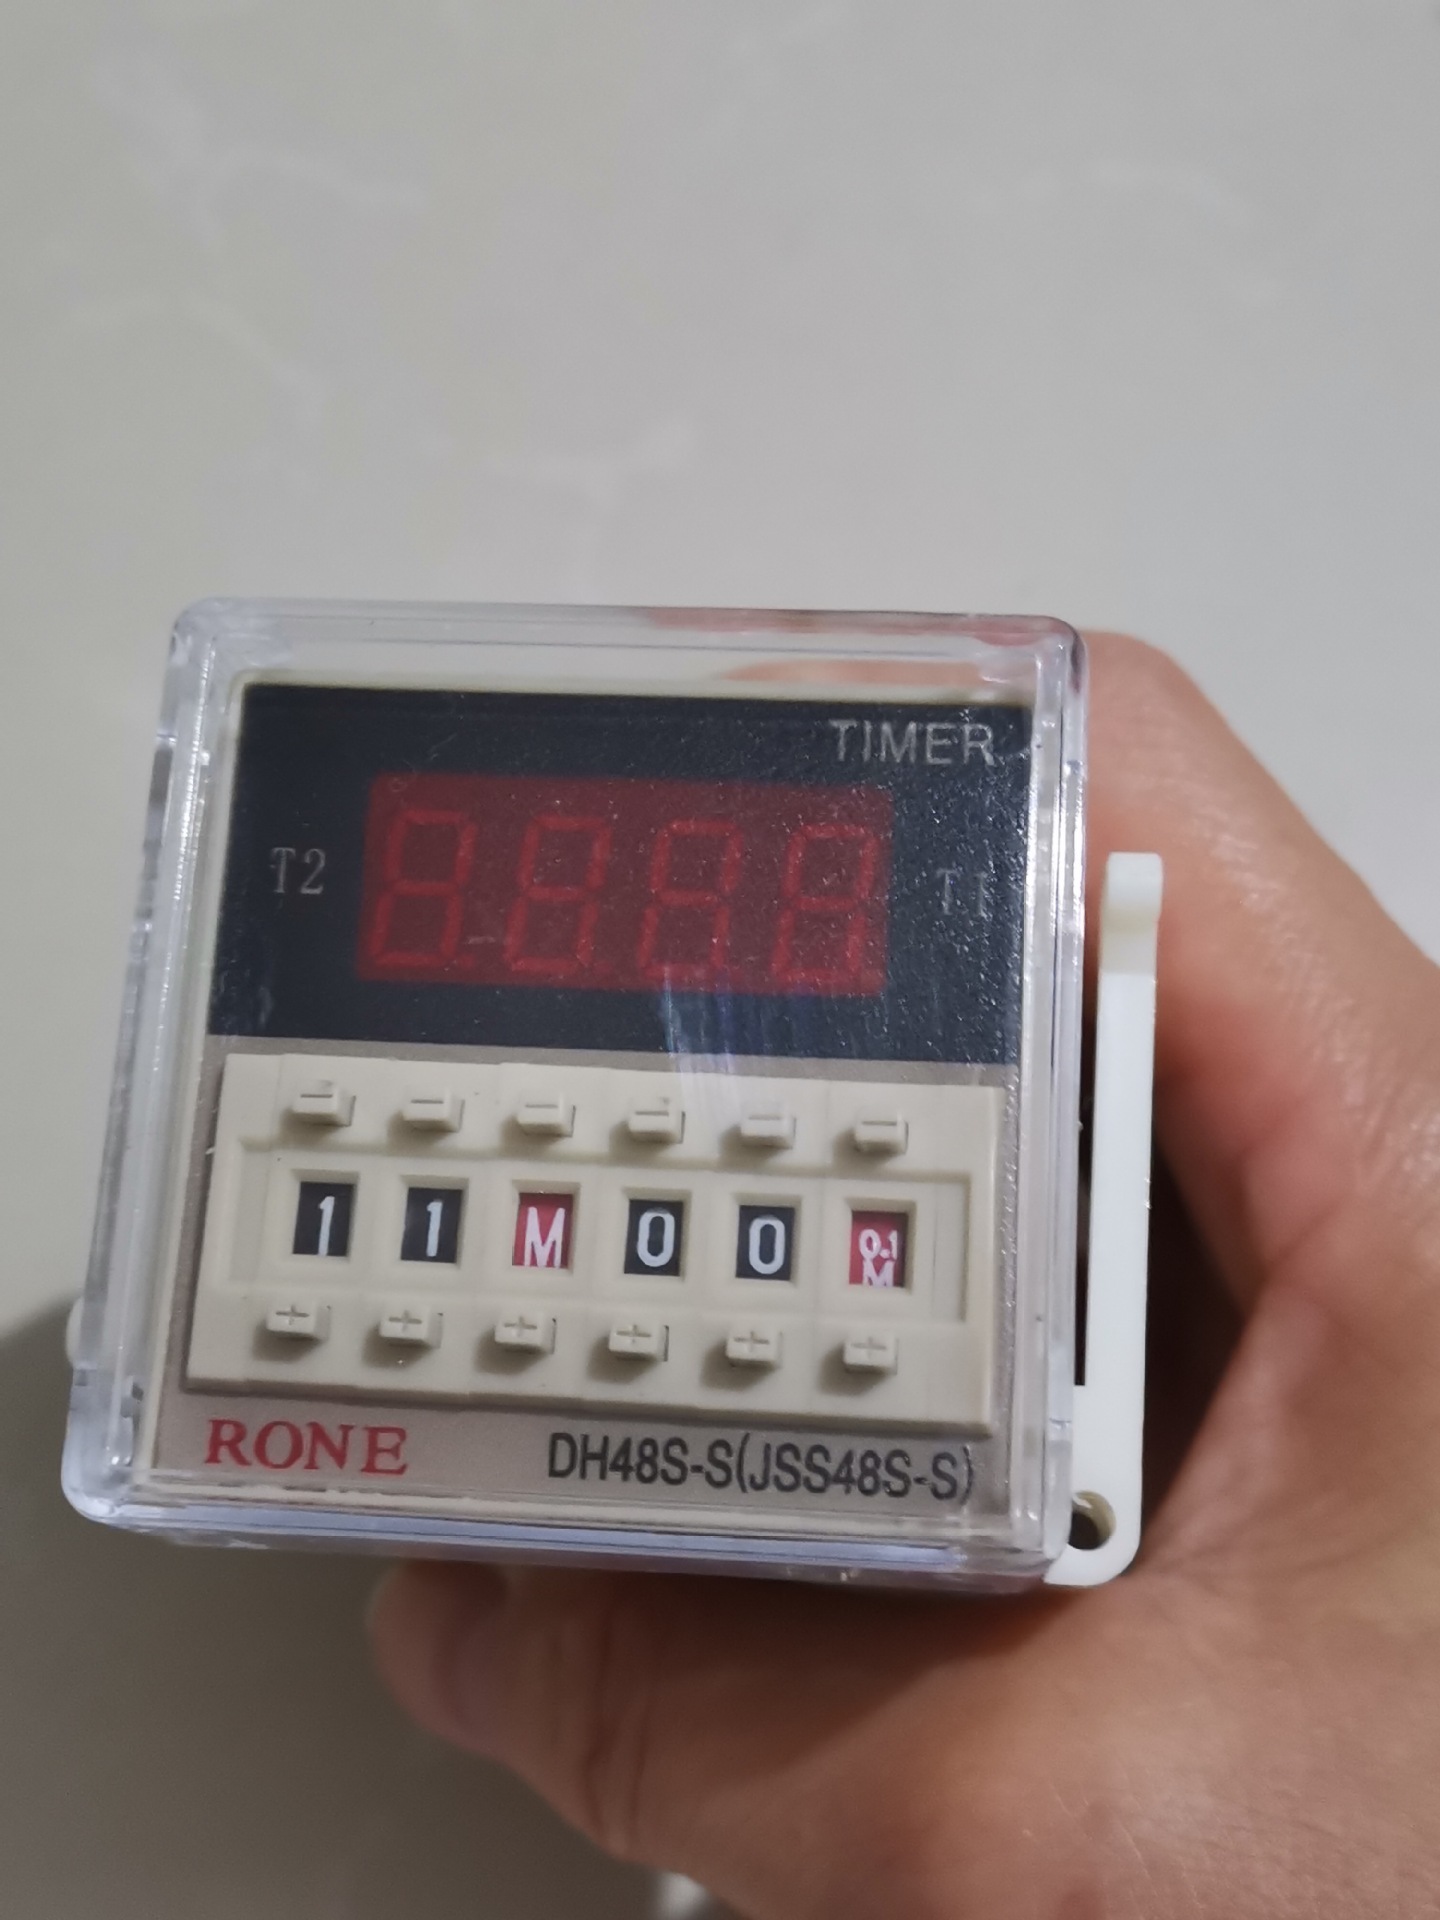 TIMER
T2 T1
- - - - - -
1 1 M 0 0 0.1 M
+ + + + + +
RONE DH48S-S(JSS48S-S)